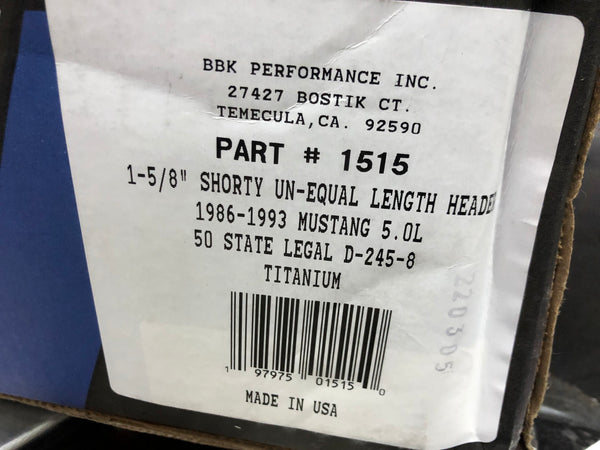 BBK PERFORMANCE INC.
27427 BOSTIK CT.
TEMECULA,CA. 92590
PART # 1515
1-5/8" SHORTY UN-EQUAL LENGTH HEADE
1986-1993 MUSTANG 5.0L
50 STATE LEGAL D-245-8
TITANIUM
1 97975 01515 0
MADE IN USA
220305